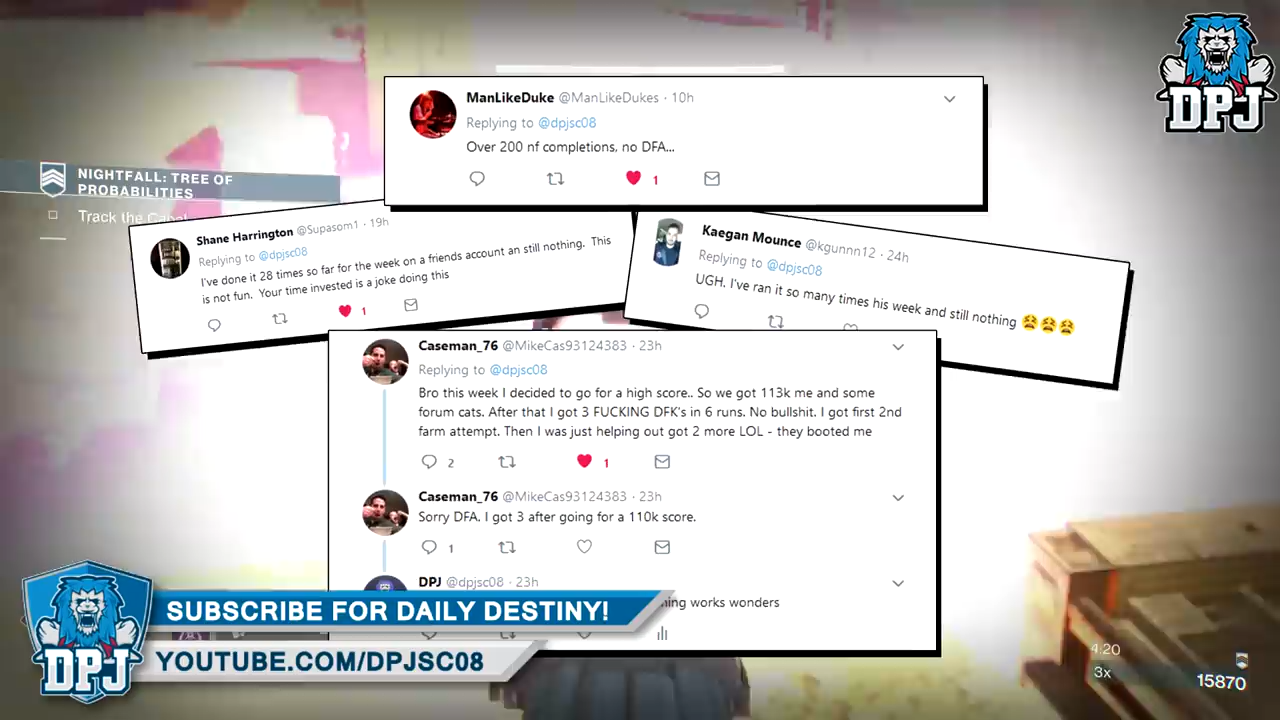 DPJ
ManLikeDuke @ManLikeDukes · 10h
Replying to @dpjsc08
Over 200 nf completions, no DFA...
1
NIGHTFALL: TREE OF
PROBABILITIES
Track the
Shane Harrington @Supasom1 · 19h
Replying to @dpjsc08
I've done it 28 times so far for the week on a friends account an still nothing. This
is not fun. Your time invested is a joke doing this
1
Kaegan Mounce @kgunnn12 · 24h
Replying to @dpjsc08
UGH. I've ran it so many times his week and still nothing 😫😫😫
Caseman_76 @MikeCas93124383 · 23h
Replying to @dpjsc08
Bro this week I decided to go for a high score.. So we got 113k me and some
forum cats. After that I got 3 FUCKING DFK's in 6 runs. No bullshit. I got first 2nd
farm attempt. Then I was just helping out got 2 more LOL - they booted me
2 1
Caseman_76 @MikeCas93124383 · 23h
Sorry DFA. I got 3 after going for a 110k score.
1
DPJ @dpjsc08 · 23h
works wonders
SUBSCRIBE FOR DAILY DESTINY!
YOUTUBE.COM/DPJSC08
DPJ
4:20
3x
15870